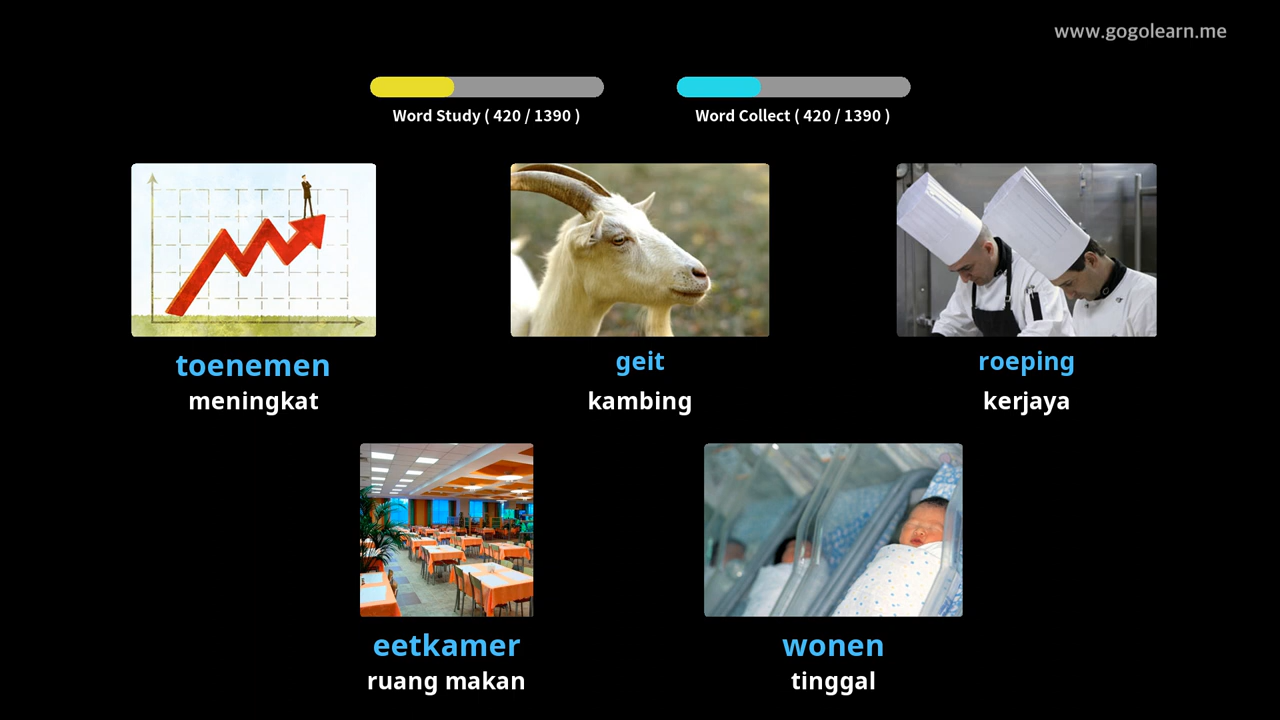 www.gogolearn.me
Word Study ( 420 / 1390 )
Word Collect ( 420 / 1390 )
toenemen
meningkat
geit
kambing
roeping
kerjaya
eetkamer
ruang makan
wonen
tinggal